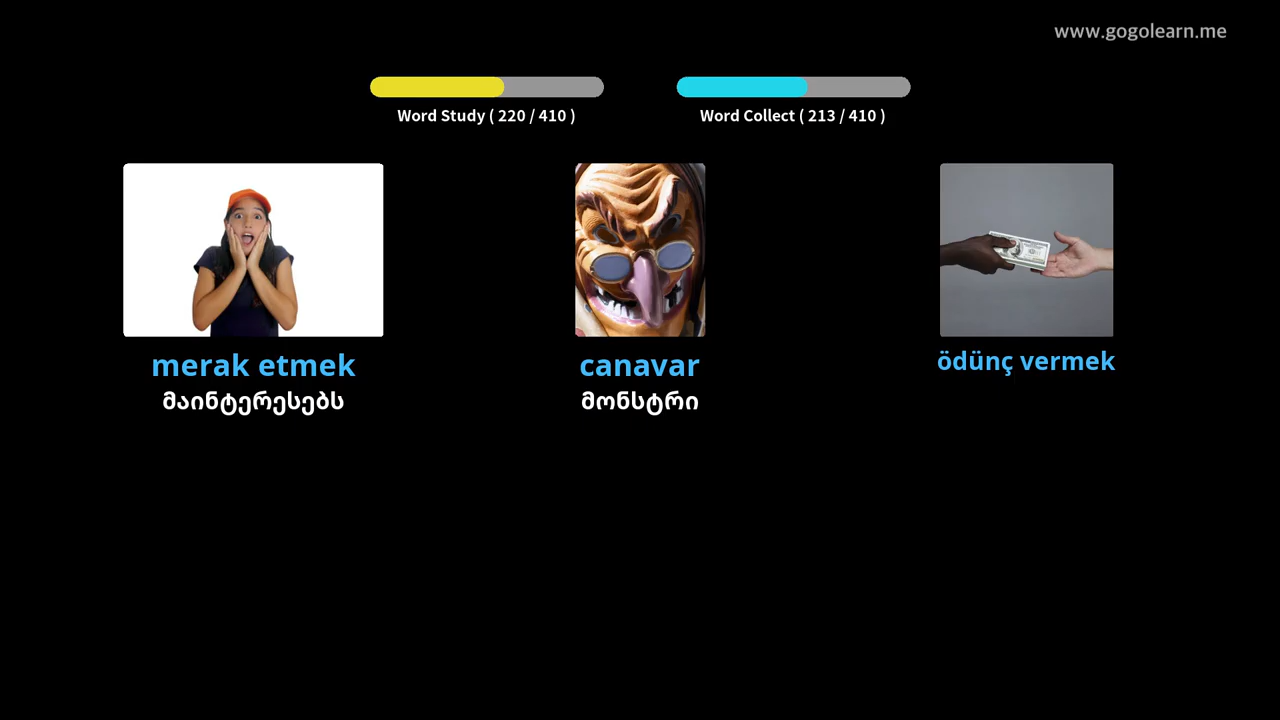 www.gogolearn.me
Word Study ( 220 / 410 )
Word Collect ( 213 / 410 )
merak etmek
მაინტერესებს
canavar
მონსტრი
ödünç vermek